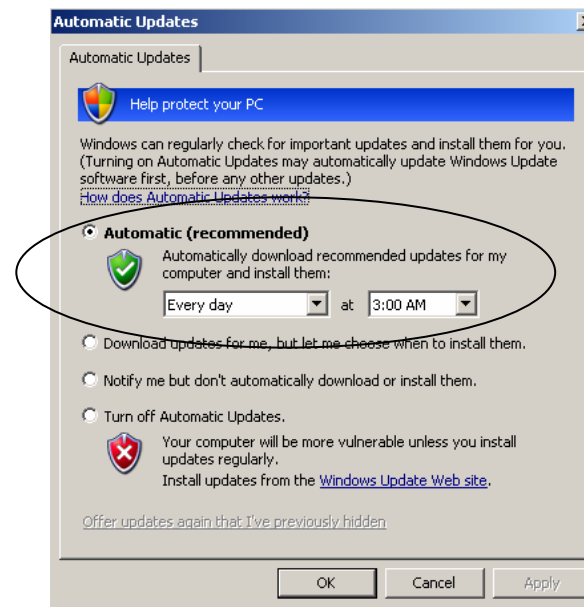 Automatic Updates
Automatic Updates
Help protect your PC
Windows can regularly check for important updates and install them for you.
(Turning on Automatic Updates may automatically update Windows Update
software first, before any other updates.)
How does Automatic Updates work?
Automatic (recommended)
Automatically download recommended updates for my
computer and install them:
Every day at 3:00 AM
Download updates for me, but let me choose when to install them.
Notify me but don't automatically download or install them.
Turn off Automatic Updates.
Your computer will be more vulnerable unless you install
updates regularly.
Install updates from the Windows Update Web site.
Offer updates again that I've previously hidden
OK Cancel Apply